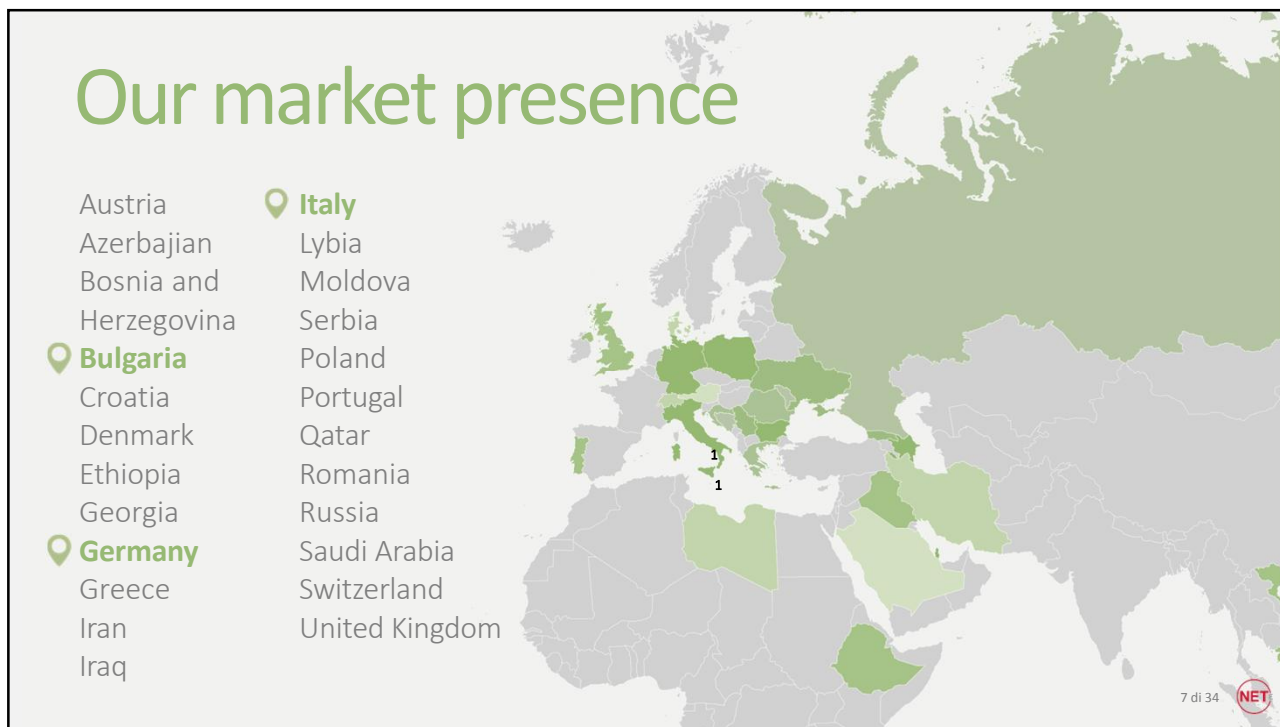 Our market presence
Austria
Azerbajian
Bosnia and
Herzegovina
Bulgaria
Croatia
Denmark
Ethiopia
Georgia
Germany
Greece
Iran
Iraq
Italy
Lybia
Moldova
Serbia
Poland
Portugal
Qatar
Romania
Russia
Saudi Arabia
Switzerland
United Kingdom
1
1
7 di 34
NET